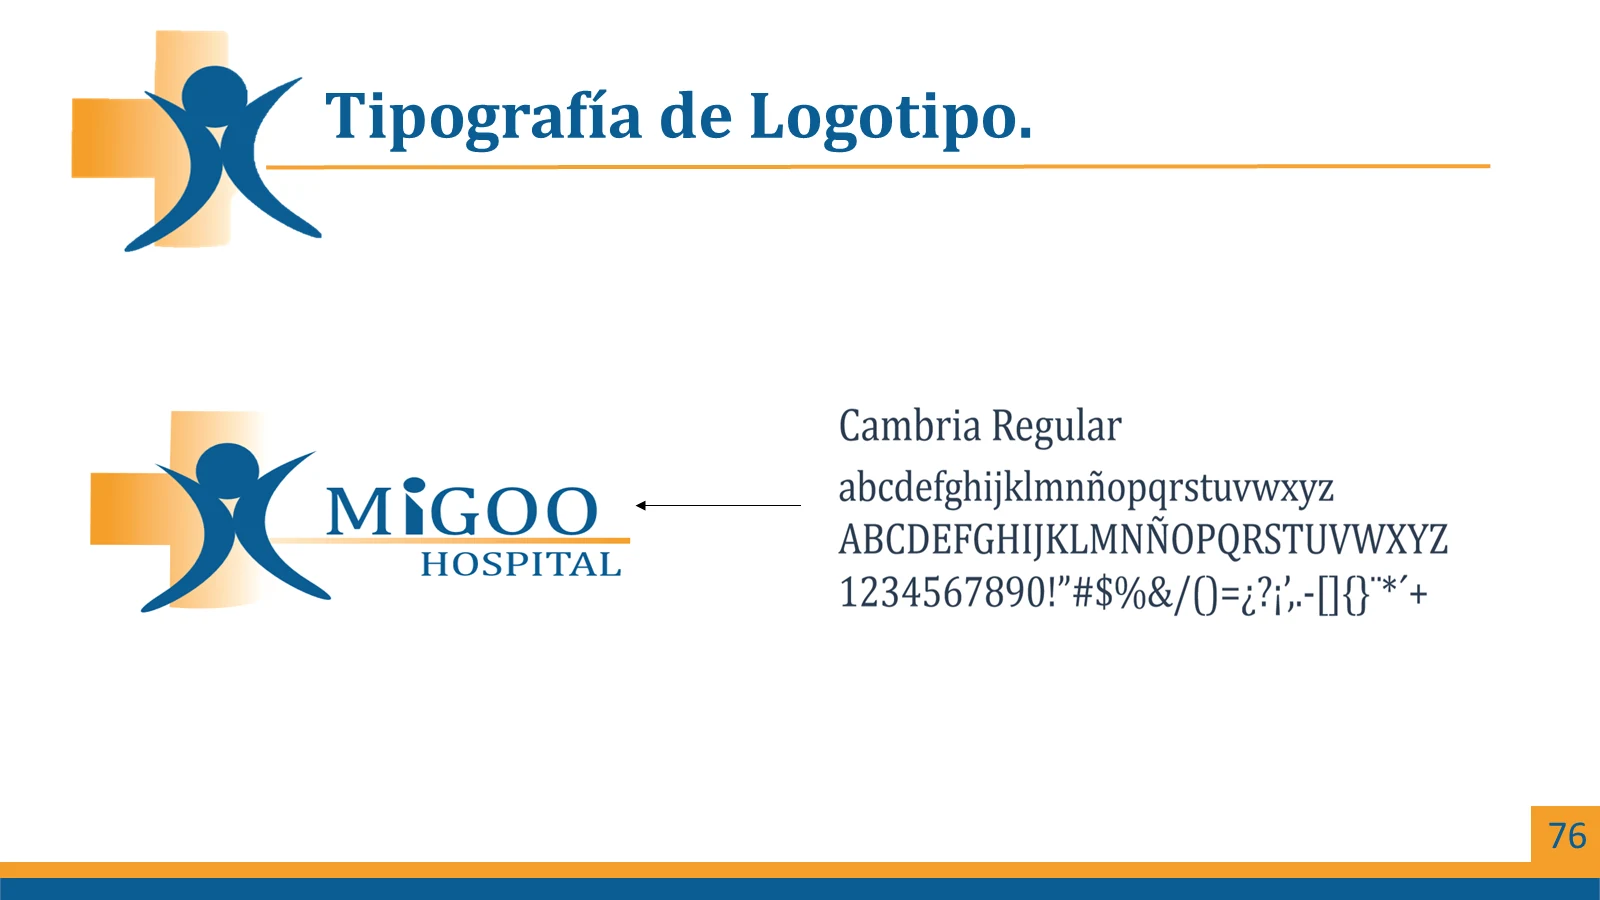 Tipografía de Logotipo.
MiGOO
HOSPITAL
Cambria Regular
abcdefghijklmnñopqrstuvwxyz
ABCDEFGHIJKLMNÑOPQRSTUVWXYZ
1234567890!”#$%&/()=¿?¡’,.-[]{}¨*´+
76